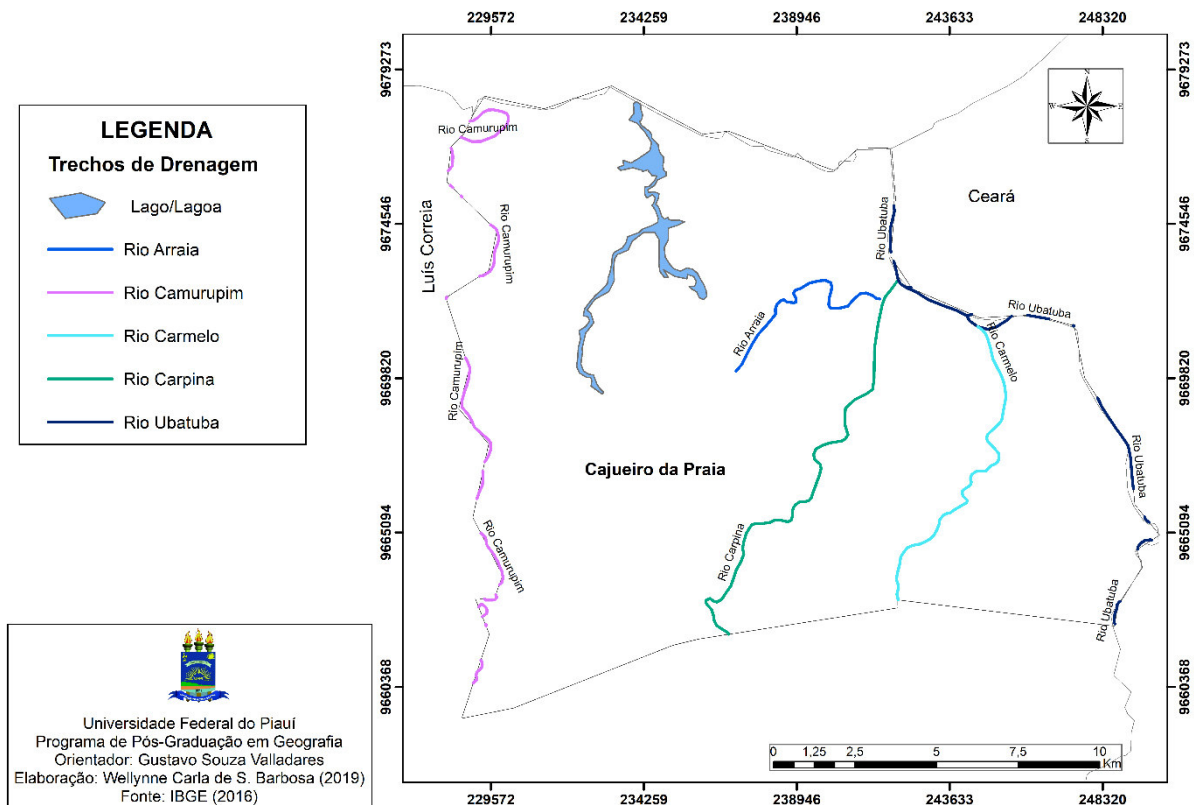 229572
234259
238946
243633
248320
9679273
9679273
LEGENDA
Trechos de Drenagem
Lago/Lagoa
Rio Arraia
Rio Camurupim
Rio Carmelo
Rio Carpina
Rio Ubatuba
N
W
E
S
Rio Camurupim
Luís Correia
Rio Camurupim
Rio Ubatuba
Ceará
9674546
9674546
Rio Ubatuba
Rio Arraia
Rio Carmelo
Rio Camurupim
9669820
9669820
Cajueiro da Praia
Rio Ubatuba
Rio Camurupim
Rio Carpina
9665094
9665094
Rio Ubatuba
9660368
9660368
Universidade Federal do Piauí
Programa de Pós-Graduação em Geografia
Orientador: Gustavo Souza Valladares
Elaboração: Wellynne Carla de S. Barbosa (2019)
Fonte: IBGE (2016)
0 1,25 2,5 5 7,5 10
Km
229572
234259
238946
243633
248320